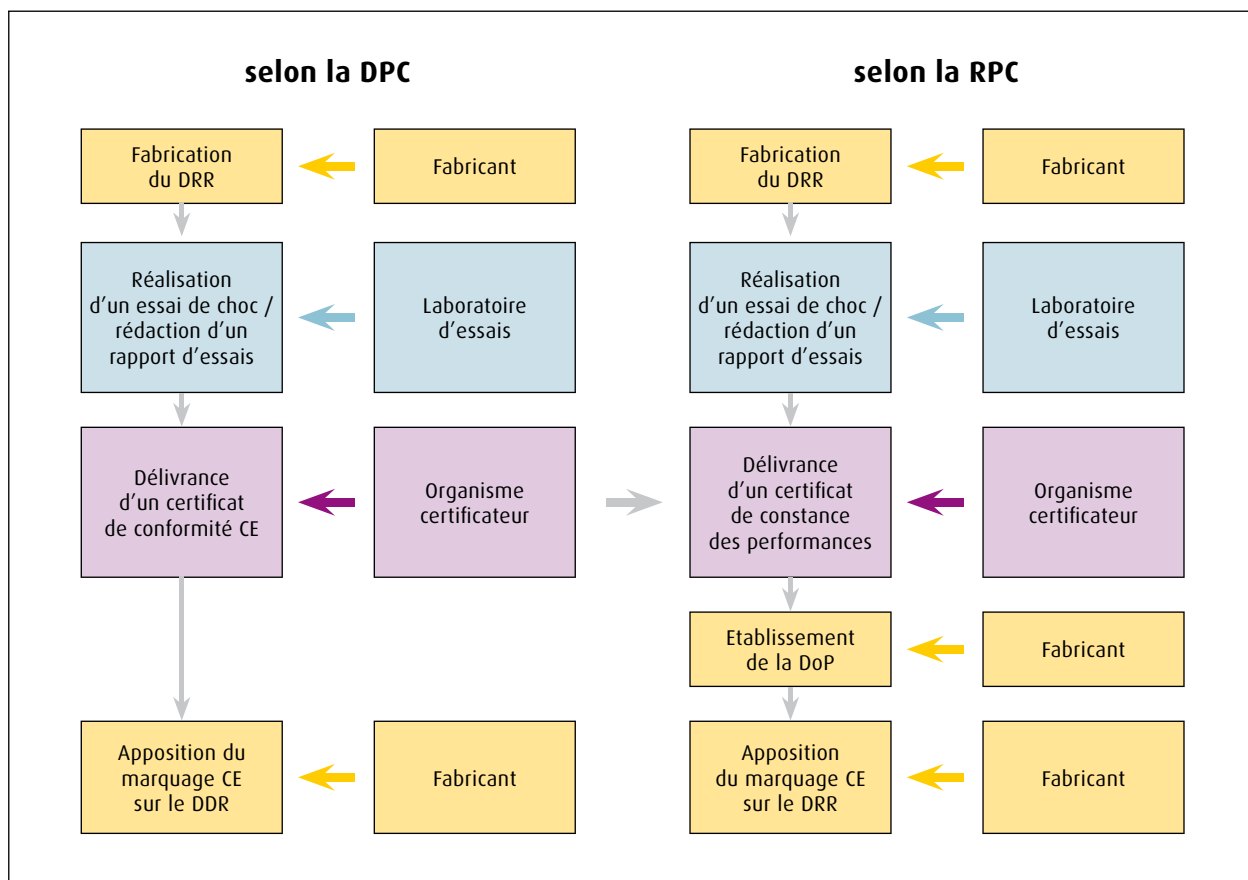 selon la DPC
selon la RPC
Fabrication
du DRR
Fabricant
Fabrication
du DRR
Fabricant
Réalisation
d'un essai de choc /
rédaction d'un
rapport d'essais
Laboratoire
d'essais
Réalisation
d'un essai de choc /
rédaction d'un
rapport d'essais
Laboratoire
d'essais
Délivrance
d'un certificat
de conformité CE
Organisme
certificateur
Délivrance
d'un certificat
de constance
des performances
Organisme
certificateur
Etablissement
de la DoP
Fabricant
Apposition du
marquage CE
sur le DDR
Fabricant
Apposition
du marquage CE
sur le DRR
Fabricant